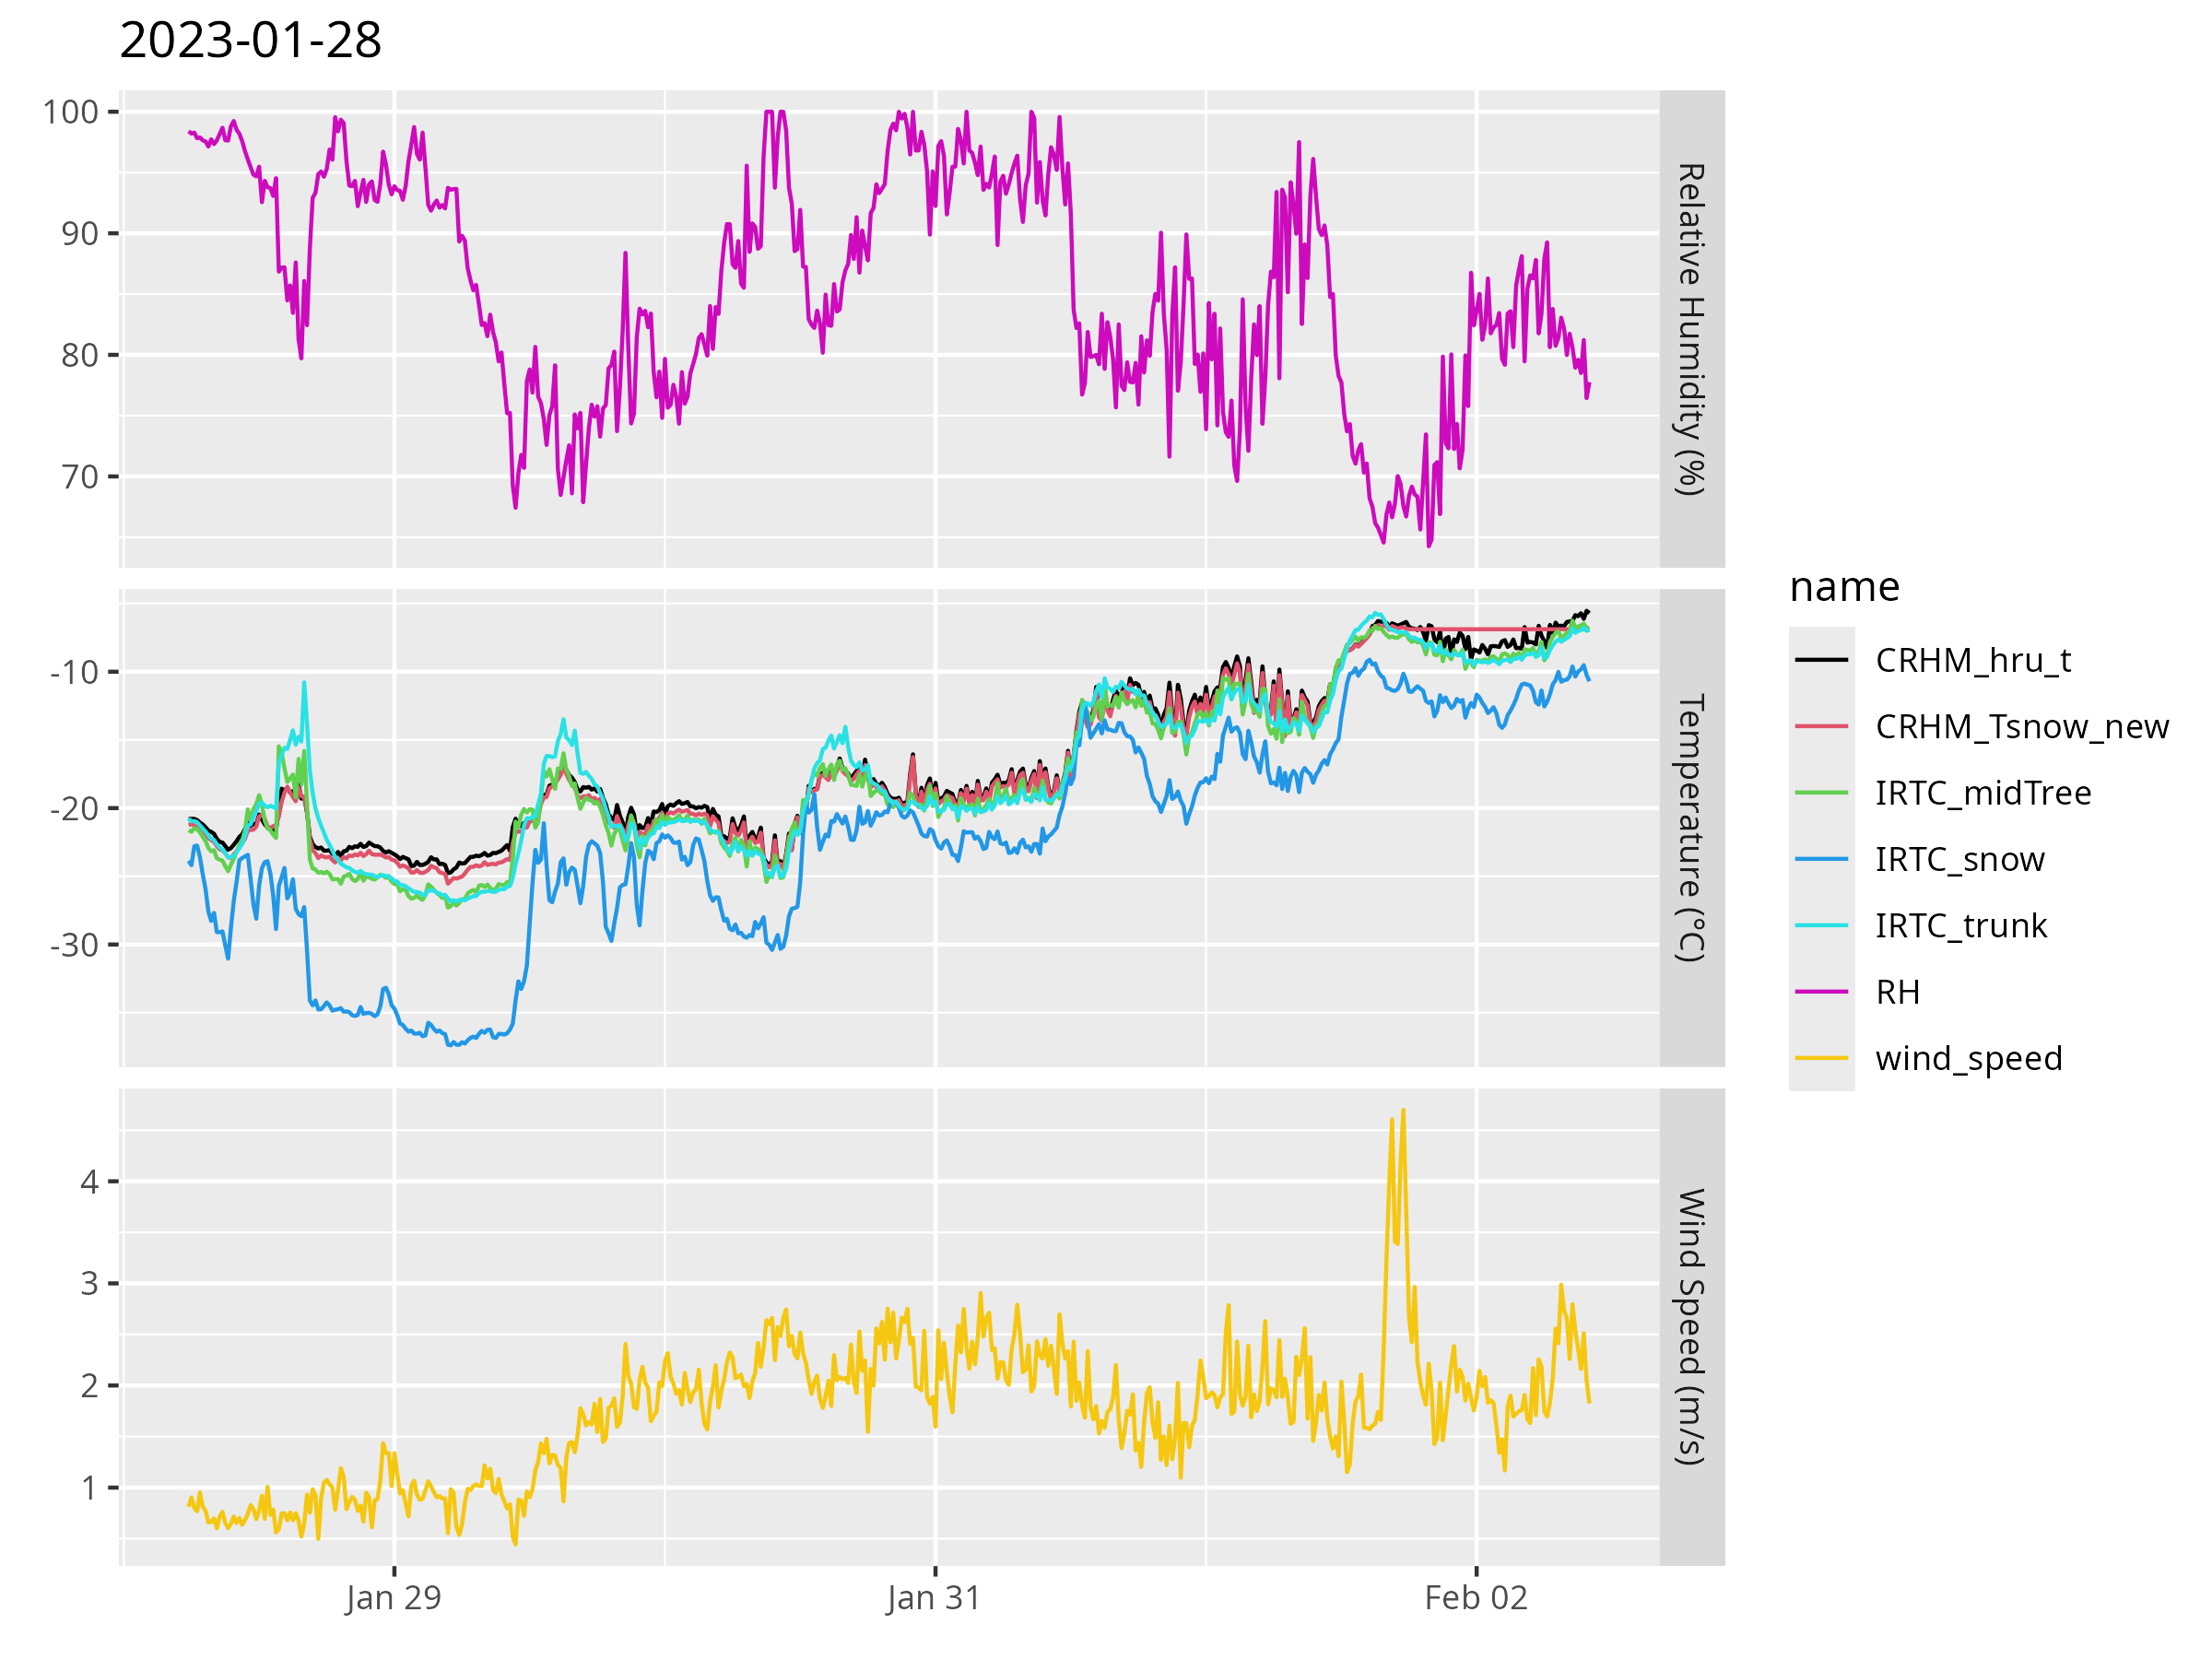 2023-01-28
100
90
80
70
Relative Humidity (%)
-10
-20
-30
Temperature (°C)
4
3
2
1
Wind Speed (m/s)
Jan 29
Jan 31
Feb 02
name
CRHM_hru_t
CRHM_Tsnow_new
IRTC_midTree
IRTC_snow
IRTC_trunk
RH
wind_speed